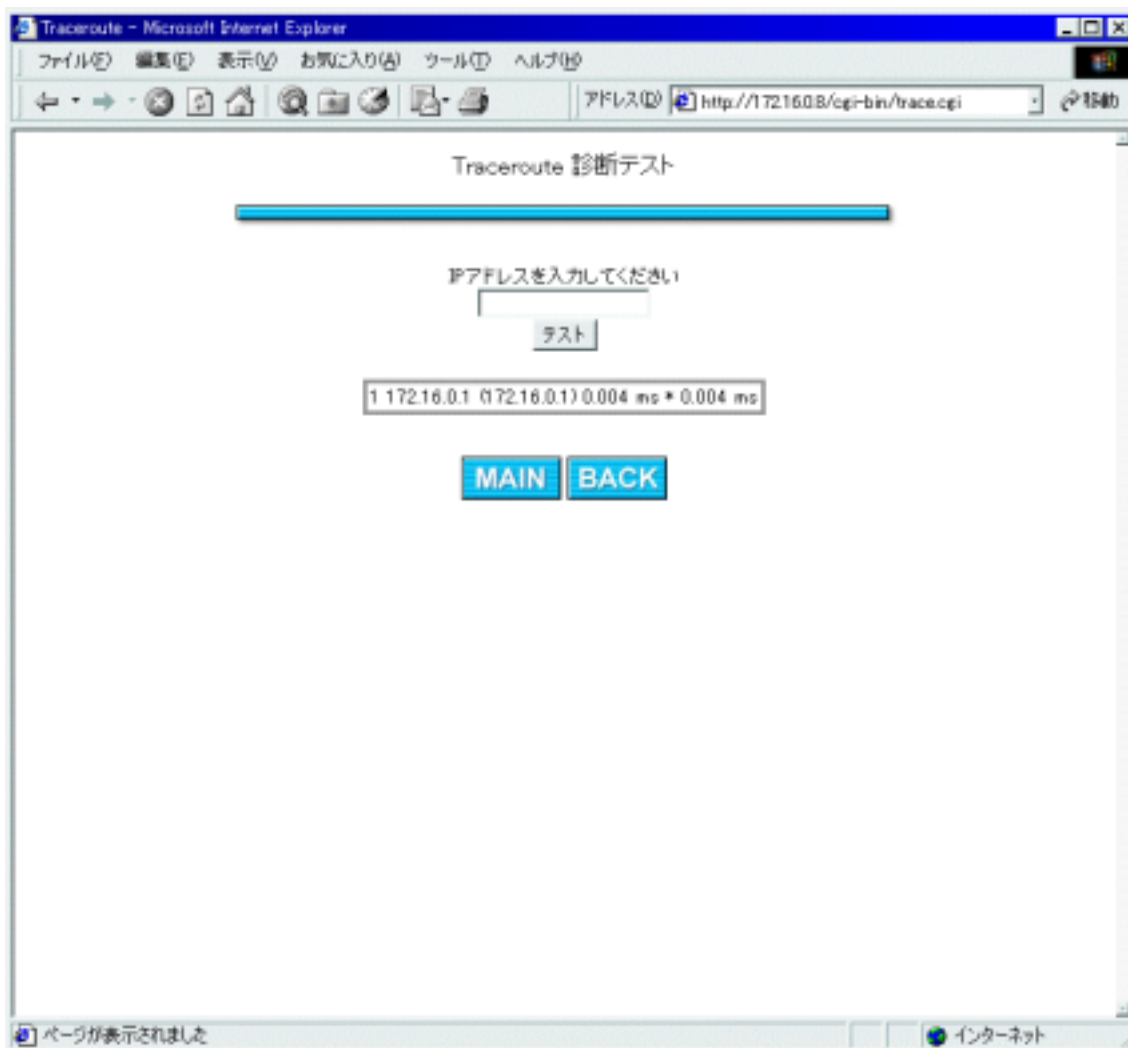 Traceroute - Microsoft Internet Explorer
ファイル(F) 編集(E) 表示(V) お気に入り(A) ツール(T) ヘルプ(H)
アドレス(D) http://172.16.0.8/cgi-bin/trace.cgi 移動
Traceroute 診断テスト
IPアドレスを入力してください
テスト
1 172.16.0.1 (172.16.0.1) 0.004 ms * 0.004 ms
MAIN BACK
ページが表示されました インターネット